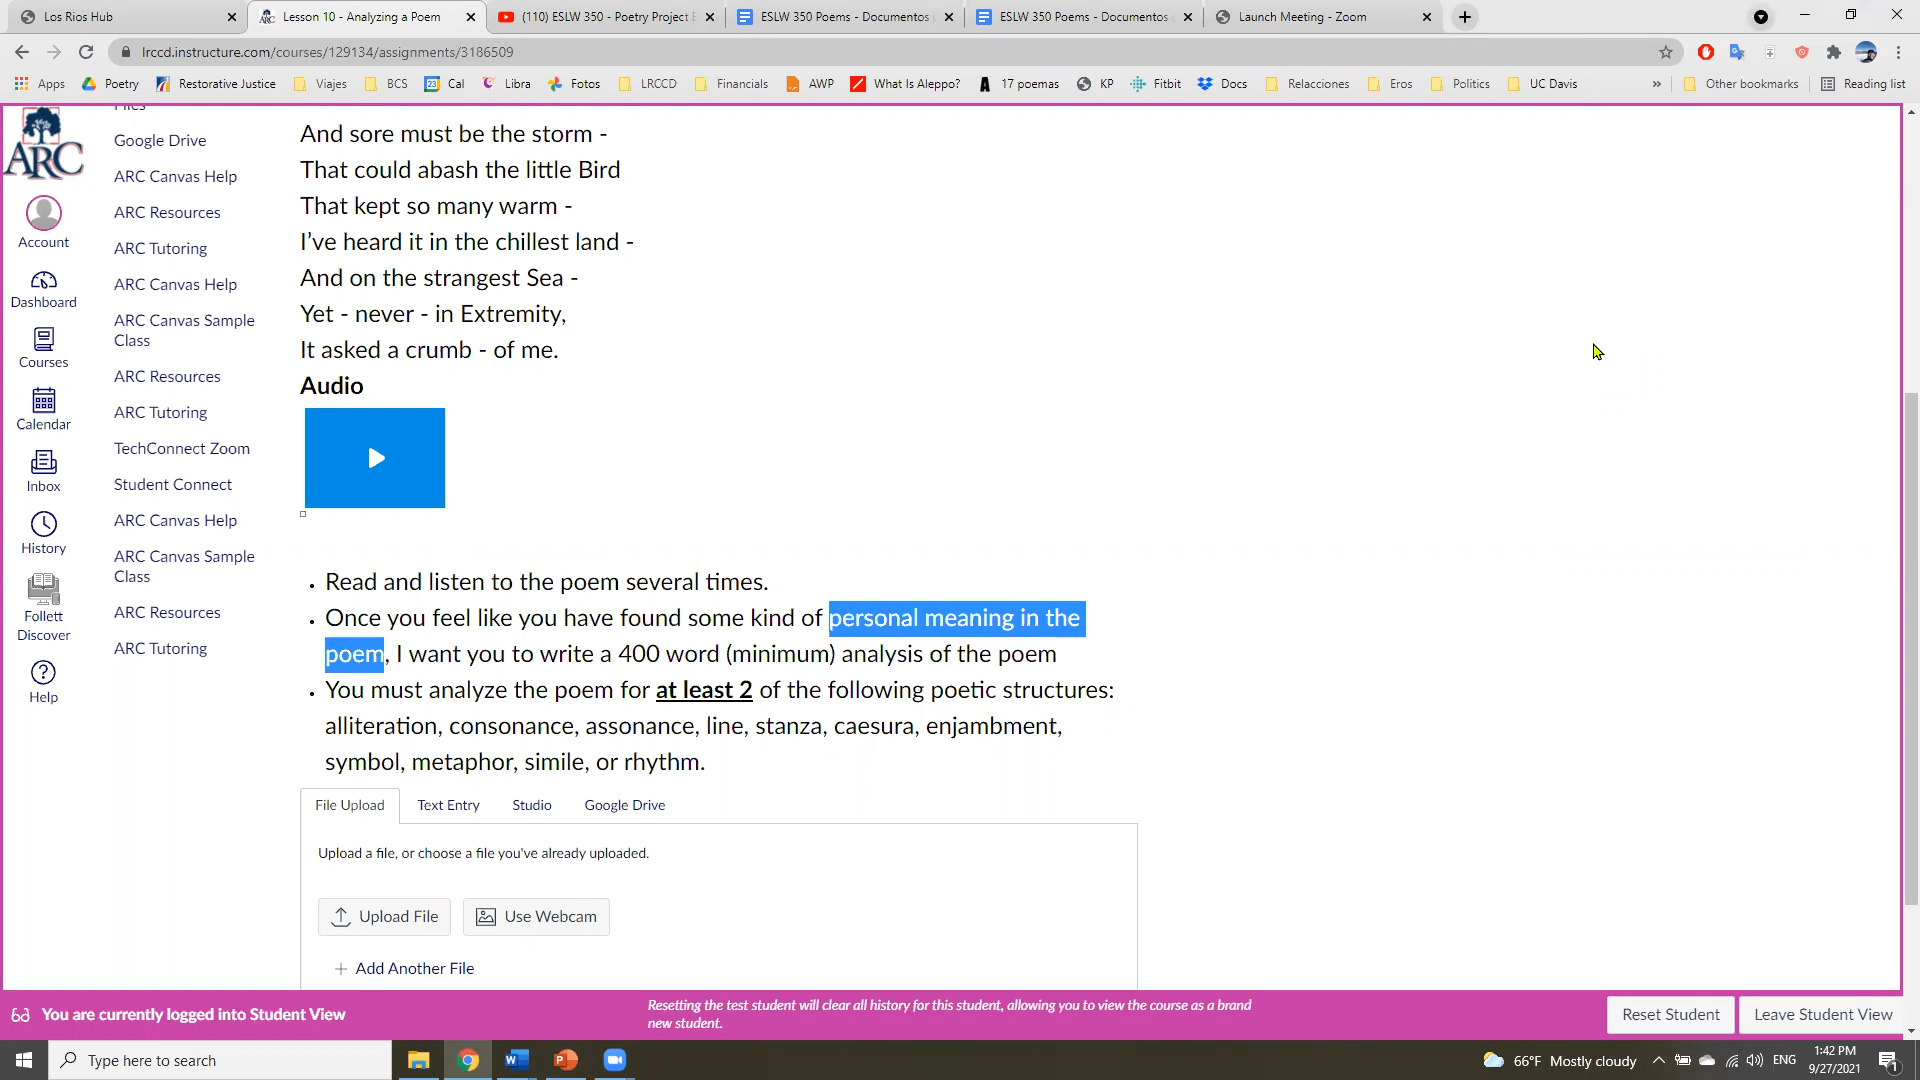 Los Rios Hub
Lesson 10 - Analyzing a Poem
(110) ESLW 350 - Poetry Project E
ESLW 350 Poems - Documentos
ESLW 350 Poems - Documentos
Launch Meeting - Zoom
lrccd.instructure.com/courses/129134/assignments/3186509
Apps
Poetry
Restorative Justice
Viajes
BCS
23
Cal
Libra
Fotos
LRCCD
Financials
AWP
What Is Aleppo?
17 poemas
KP
Fitbit
Docs
Relacciones
Eros
Politics
UC Davis
»
Other bookmarks
Reading list
ARC
Account
Dashboard
Courses
Calendar
Inbox
History
Follett
Discover
Help
Files
Google Drive
ARC Canvas Help
ARC Resources
ARC Tutoring
ARC Canvas Help
ARC Canvas Sample
Class
ARC Resources
ARC Tutoring
TechConnect Zoom
Student Connect
ARC Canvas Help
ARC Canvas Sample
Class
ARC Resources
ARC Tutoring
And sore must be the storm -
That could abash the little Bird
That kept so many warm -
I've heard it in the chillest land -
And on the strangest Sea -
Yet - never - in Extremity,
It asked a crumb - of me.
Audio
• Read and listen to the poem several times.
• Once you feel like you have found some kind of personal meaning in the
poem, I want you to write a 400 word (minimum) analysis of the poem
• You must analyze the poem for at least 2 of the following poetic structures:
alliteration, consonance, assonance, line, stanza, caesura, enjambment,
symbol, metaphor, simile, or rhythm.
File Upload
Text Entry
Studio
Google Drive
Upload a file, or choose a file you've already uploaded.
Upload File
Use Webcam
+ Add Another File
You are currently logged into Student View
Resetting the test student will clear all history for this student, allowing you to view the course as a brand
new student.
Reset Student
Leave Student View
Type here to search
66°F Mostly cloudy
ENG
1:42 PM
9/27/2021
1